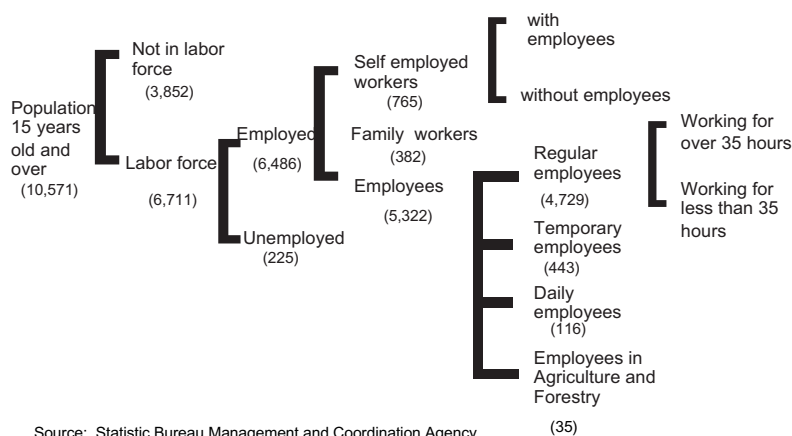 Population
15 years
old and
over
(10,571)
Not in labor
force
(3,852)
Labor force
(6,711)
Employed
(6,486)
Unemployed
(225)
Self employed
workers
(765)
Family workers
(382)
Employees
(5,322)
with
employees
without employees
Regular
employees
(4,729)
Temporary
employees
(443)
Daily
employees
(116)
Employees in
Agriculture and
Forestry
(35)
Working for
over 35 hours
Working for
less than 35
hours
Source: Statistic Bureau Management and Coordination Agency